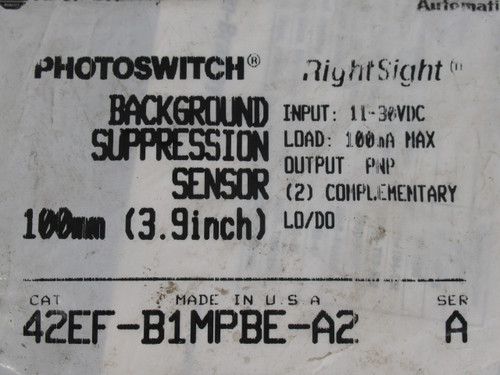 Automati
PHOTOSWITCH® RightSight
BACKGROUND
SUPPRESSION
SENSOR
100mm (3.9inch)
INPUT: 11-30VDC
LOAD: 100mA MAX
OUTPUT PNP
(2) COMPLEMENTARY
LO/DO
CAT MADE IN U.S A SER
42EF-B1MPBE-A2 A